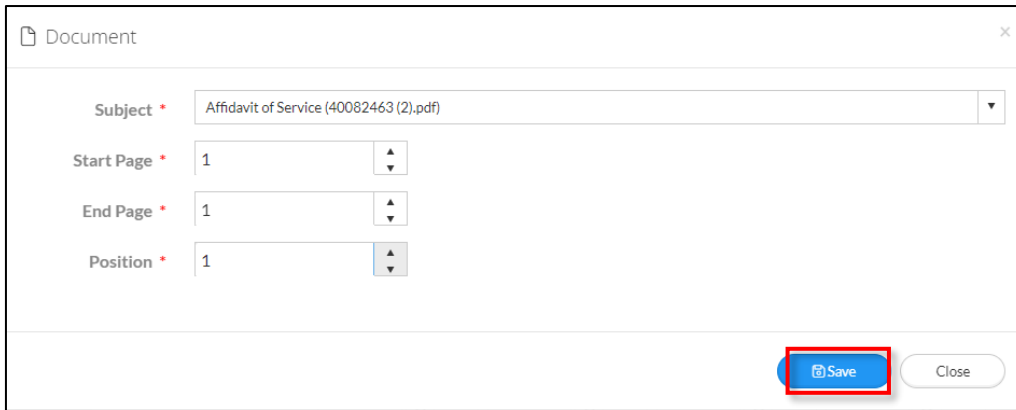 Document
Subject * Affidavit of Service (40082463 (2).pdf)
Start Page * 1
End Page * 1
Position * 1
Save Close